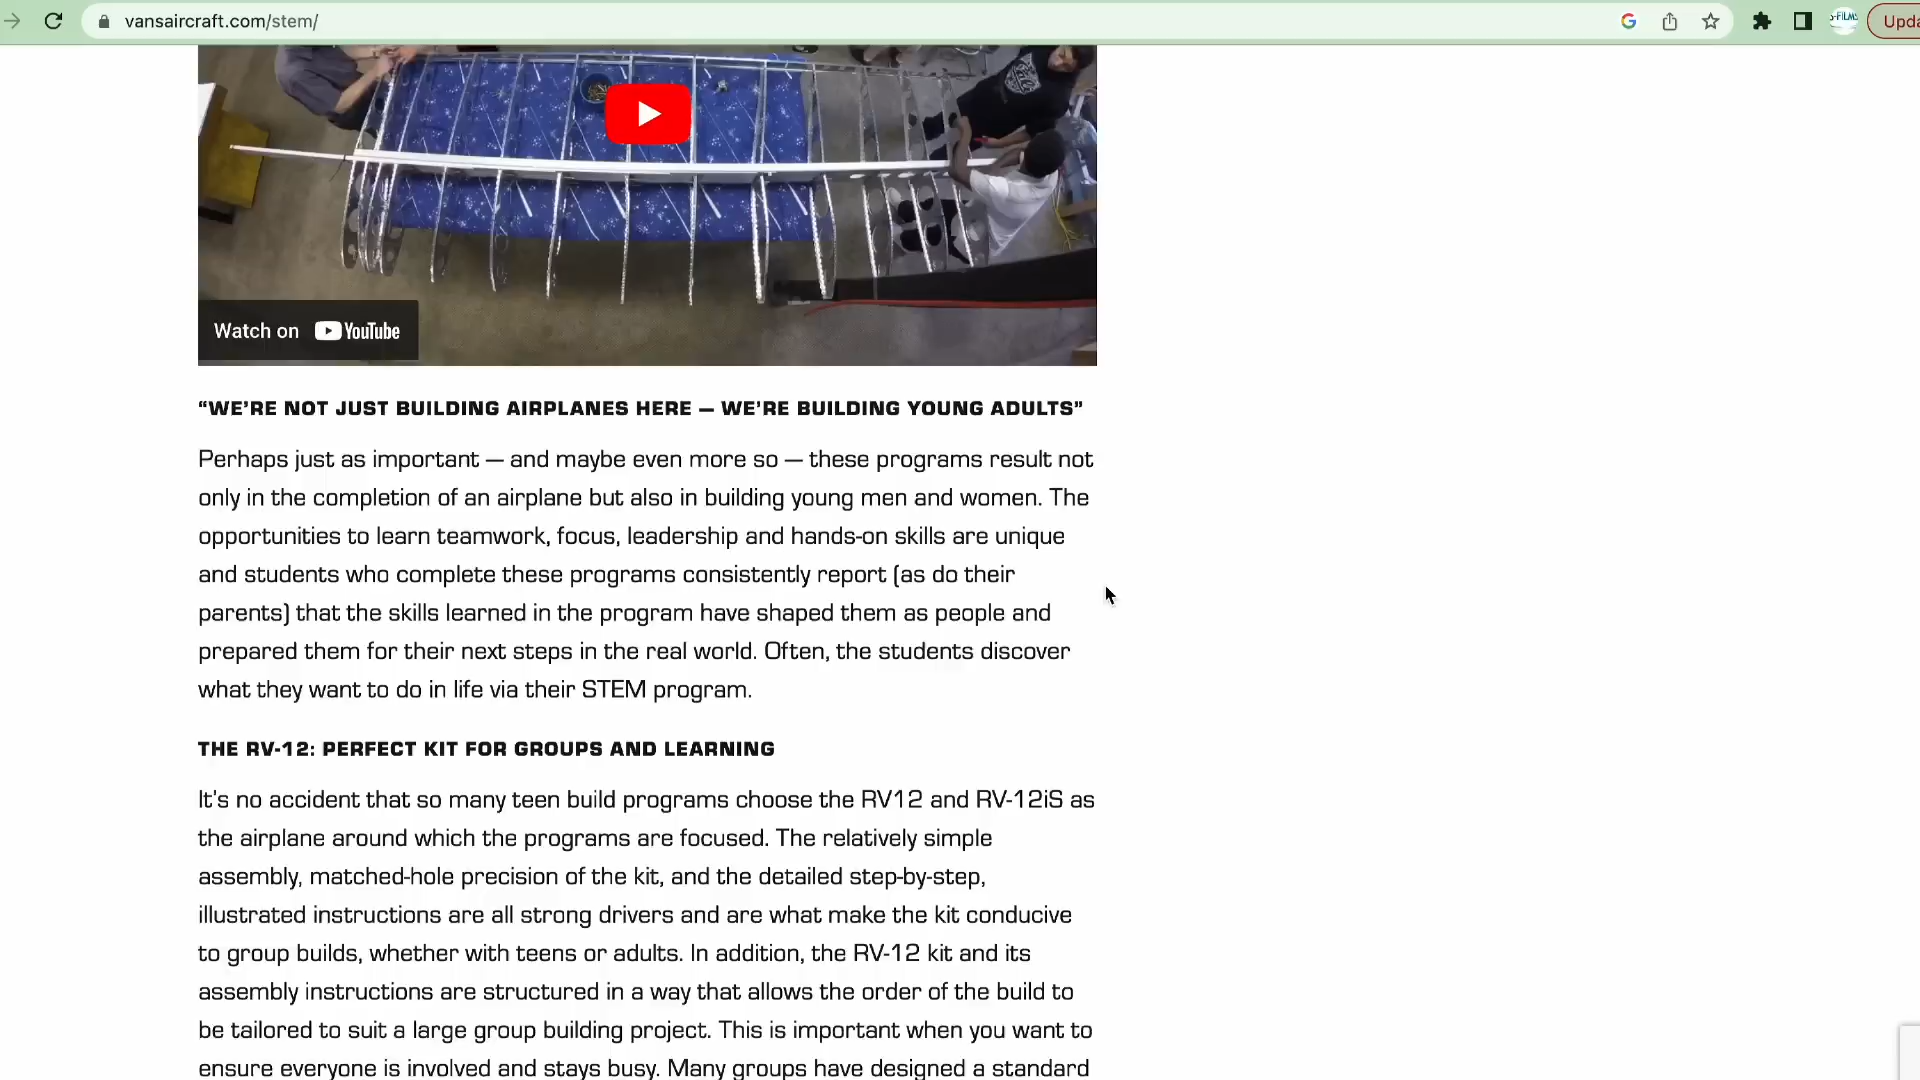 vansaircraft.com/stem/
Upda
Watch on YouTube
“WE’RE NOT JUST BUILDING AIRPLANES HERE — WE’RE BUILDING YOUNG ADULTS”
Perhaps just as important — and maybe even more so — these programs result not
only in the completion of an airplane but also in building young men and women. The
opportunities to learn teamwork, focus, leadership and hands-on skills are unique
and students who complete these programs consistently report (as do their
parents) that the skills learned in the program have shaped them as people and
prepared them for their next steps in the real world. Often, the students discover
what they want to do in life via their STEM program.
THE RV-12: PERFECT KIT FOR GROUPS AND LEARNING
It’s no accident that so many teen build programs choose the RV12 and RV-12iS as
the airplane around which the programs are focused. The relatively simple
assembly, matched-hole precision of the kit, and the detailed step-by-step,
illustrated instructions are all strong drivers and are what make the kit conducive
to group builds, whether with teens or adults. In addition, the RV-12 kit and its
assembly instructions are structured in a way that allows the order of the build to
be tailored to suit a large group building project. This is important when you want to
ensure everyone is involved and stays busy. Many groups have designed a standard